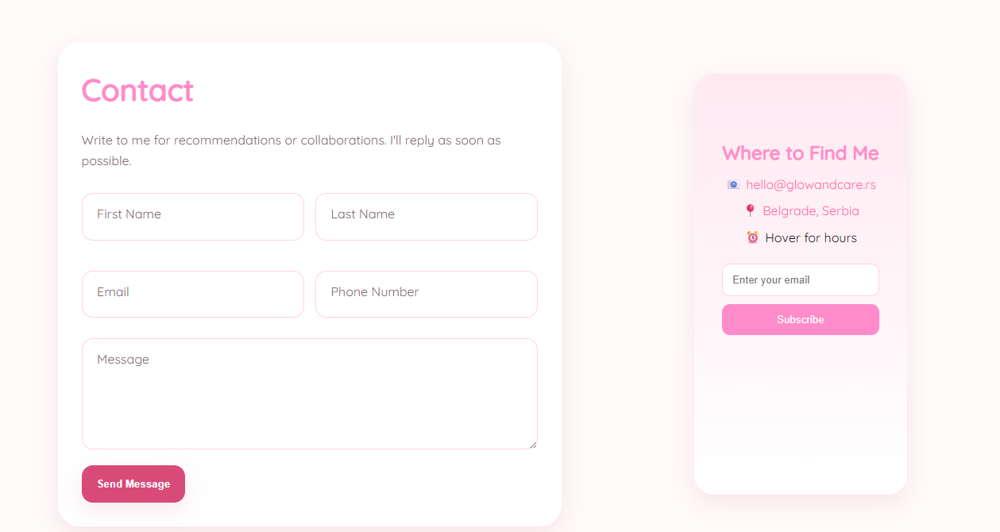 Contact
Write to me for recommendations or collaborations. I'll reply as soon as
possible.
First Name
Last Name
Email
Phone Number
Message
Send Message
Where to Find Me
📧 hello@glowandcare.rs
📍 Belgrade, Serbia
⏰ Hover for hours
Enter your email
Subscribe